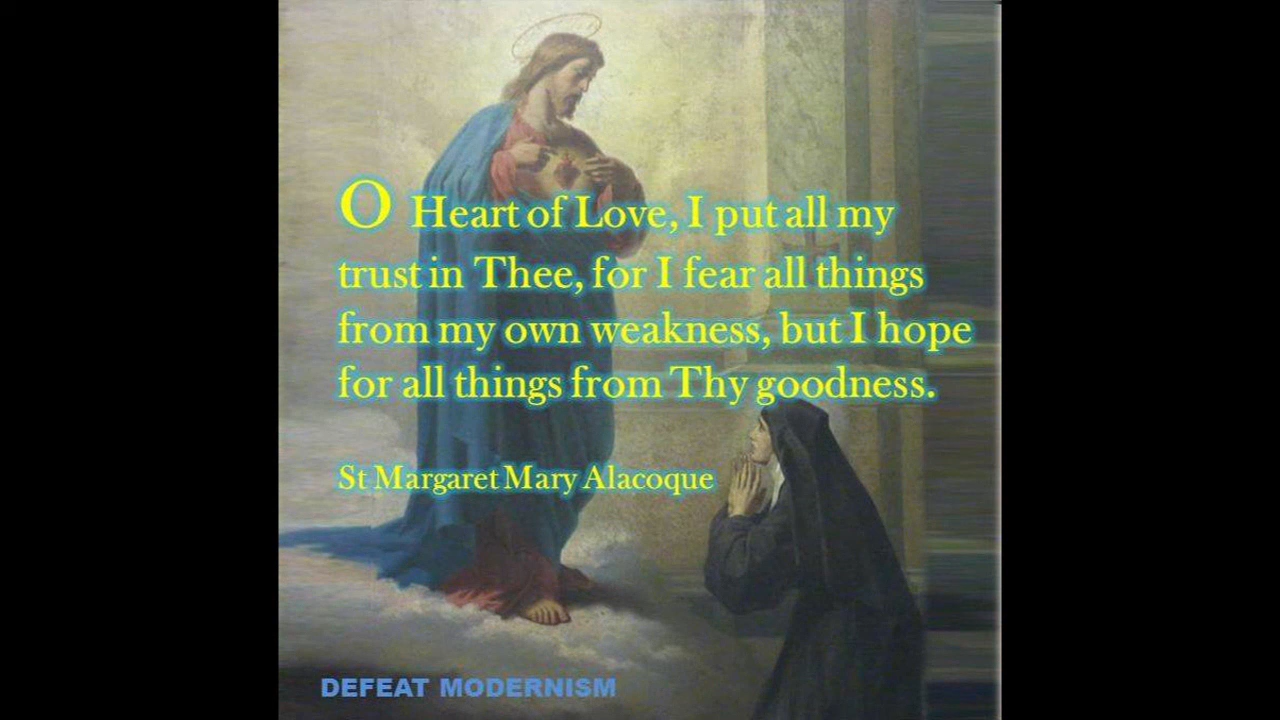 O Heart of Love, I put all my
trust in Thee, for I fear all things
from my own weakness, but I hope
for all things from Thy goodness.
St Margaret Mary Alacoque
DEFEAT MODERNISM